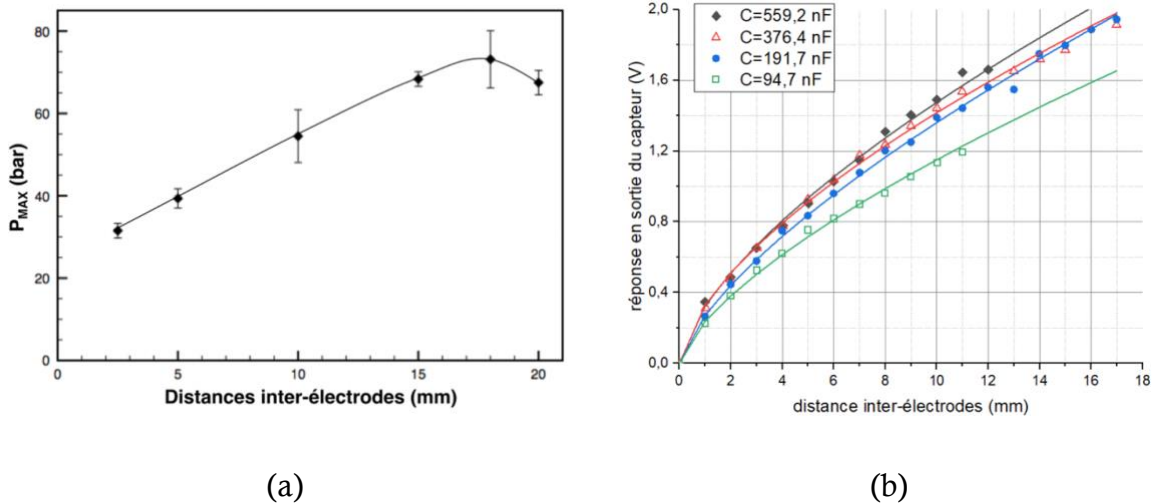 80
60
40
20
0
P_MAX (bar)
0 5 10 15 20
Distances inter-électrodes (mm)
(a)
C=559,2 nF
C=376,4 nF
C=191,7 nF
C=94,7 nF
2,0
1,6
1,2
0,8
0,4
0,0
réponse en sortie du capteur (V)
0 2 4 6 8 10 12 14 16 18
distance inter-électrodes (mm)
(b)